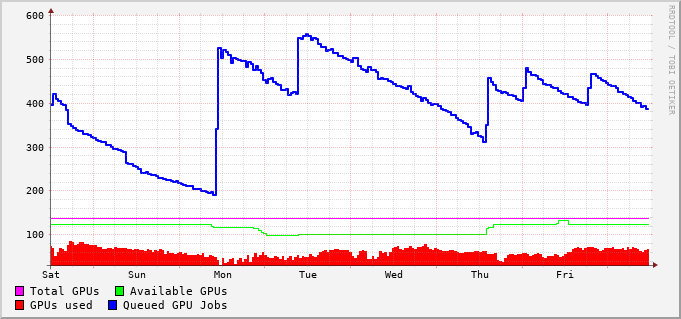 600
500
400
300
200
100
Sat Sun Mon Tue Wed Thu Fri
Total GPUs Available GPUs
GPUs used Queued GPU Jobs
RRDTOOL / TOBI OETIKER